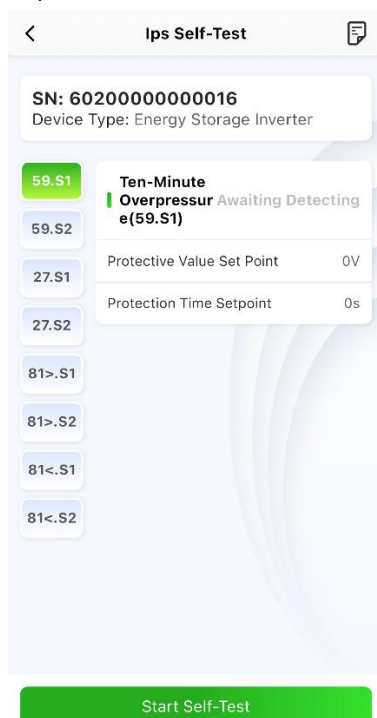 Ips Self-Test
SN: 60200000000016
Device Type: Energy Storage Inverter
59.S1
59.S2
27.S1
27.S2
81>.S1
81>.S2
81<.S1
81<.S2
Ten-Minute
Overpressur Awaiting Detecting
e(59.S1)
Protective Value Set Point 0V
Protection Time Setpoint 0s
Start Self-Test